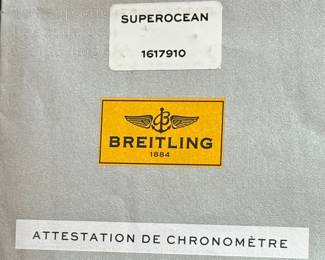 SUPEROCEAN
1617910
BREITLING
1884
ATTESTATION DE CHRONOMÈTRE